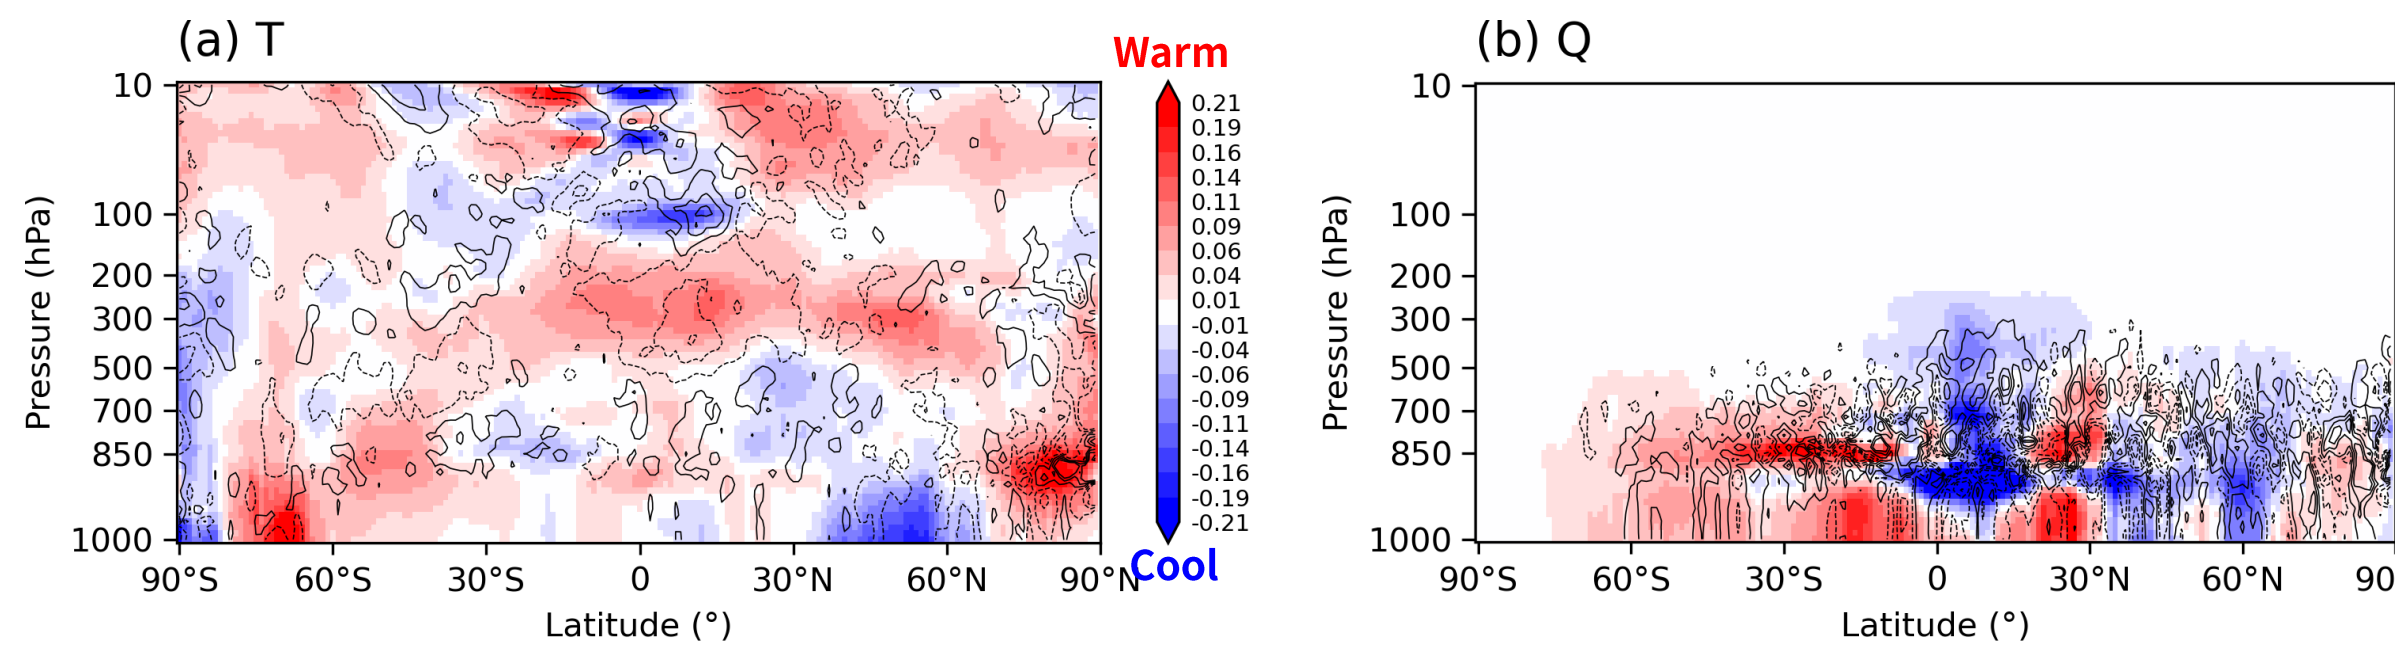 (a) T
Warm
(b) Q
Pressure (hPa)
10
100
200
300
500
700
850
1000
90°S
60°S
30°S
0
30°N
60°N
90°N
Latitude (°)
0.21
0.19
0.16
0.14
0.11
0.09
0.06
0.04
0.01
-0.01
-0.04
-0.06
-0.09
-0.11
-0.14
-0.16
-0.19
-0.21
Cool
Pressure (hPa)
10
100
200
300
500
700
850
1000
90°S
60°S
30°S
0
30°N
60°N
90
Latitude (°)